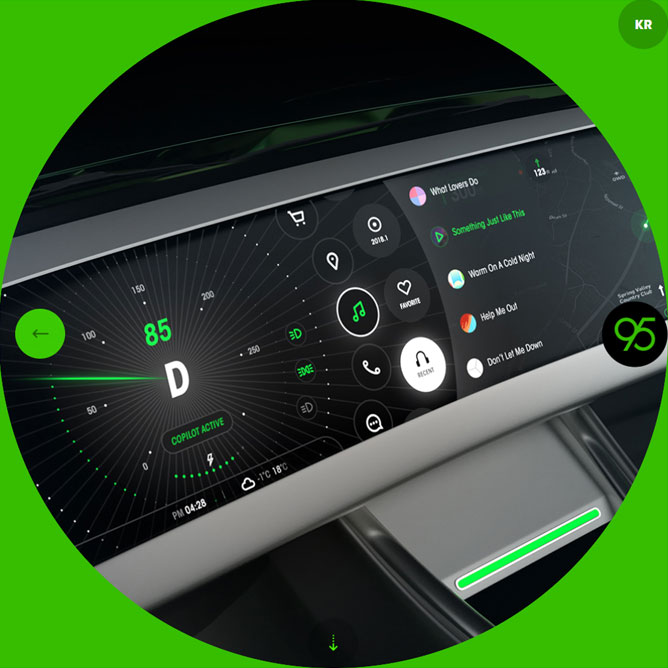 KR
What Lovers Do
123
Something Just Like This
2018.1
150
200
Warm On A Cold Night
FAVORITE
85
100
Spring Valley
Country Club
Help Me Out
95
250
D
RECENT
Don't Let Me Down
50
COPILOT ACTIVE
0
-1°C 18°C
PM 04:28